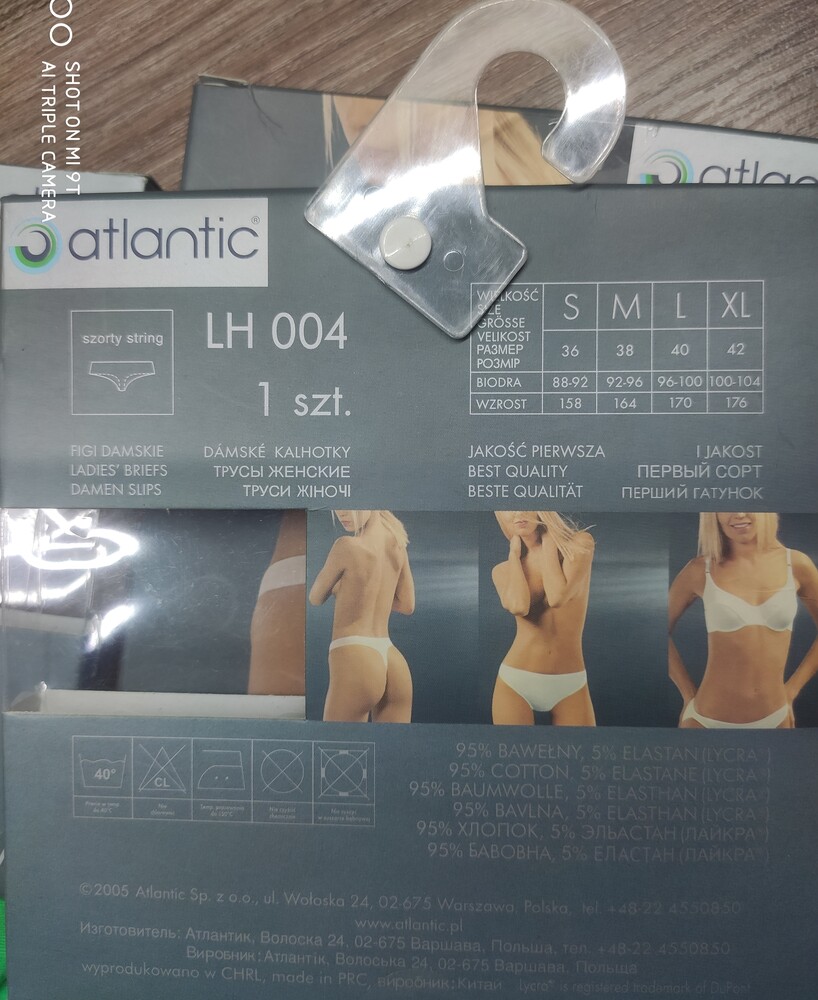 SHOT ON MI 9T
AI TRIPLE CAMERA
atlantic
atlantic®
szorty string
LH 004
1 szt.
WIELKOŚĆ
SIZE
GRÖSSE
VELIKOST
РАЗМЕР
РОЗМІР
S M L XL
36 38 40 42
BIODRA 88-92 92-96 96-100 100-104
WZROST 158 164 170 176
FIGI DAMSKIE
LADIES' BRIEFS
DAMEN SLIPS
DÁMSKÉ KALHOTKY
ТРУСЫ ЖЕНСКИЕ
ТРУСИ ЖІНОЧІ
JAKOŚĆ PIERWSZA
BEST QUALITY
BESTE QUALITÄT
I JAKOST
ПЕРВЫЙ СОРТ
ПЕРШИЙ ГАТУНОК
40°
CL
95% BAWEŁNY, 5% ELASTAN (LYCRA®)
95% COTTON, 5% ELASTANE (LYCRA®)
95% BAUMWOLLE, 5% ELASTHAN (LYCRA®)
95% BAVLNA, 5% ELASTHAN (LYCRA®)
95% ХЛОПОК, 5% ЭЛЬАСТАН (ЛАЙКРА®)
95% БАВОВНА, 5% ЕЛАСТАН (ЛАЙКРА®)
©2005 Atlantic Sp. z o.o., ul. Wołoska 24, 02-675 Warszawa, Polska, tel. +48-22 4550850
www.atlantic.pl
Изготовитель: Атлантик, Волоска 24, 02-675 Варшава, Польша, тел. +48-22 4550850
Виробник: Атлантік, Волоська 24, 02-675 Варшава, Польща
wyprodukowano w CHRL, made in PRC, виробник: Китаи Lycra® is registered trademark of DuPont